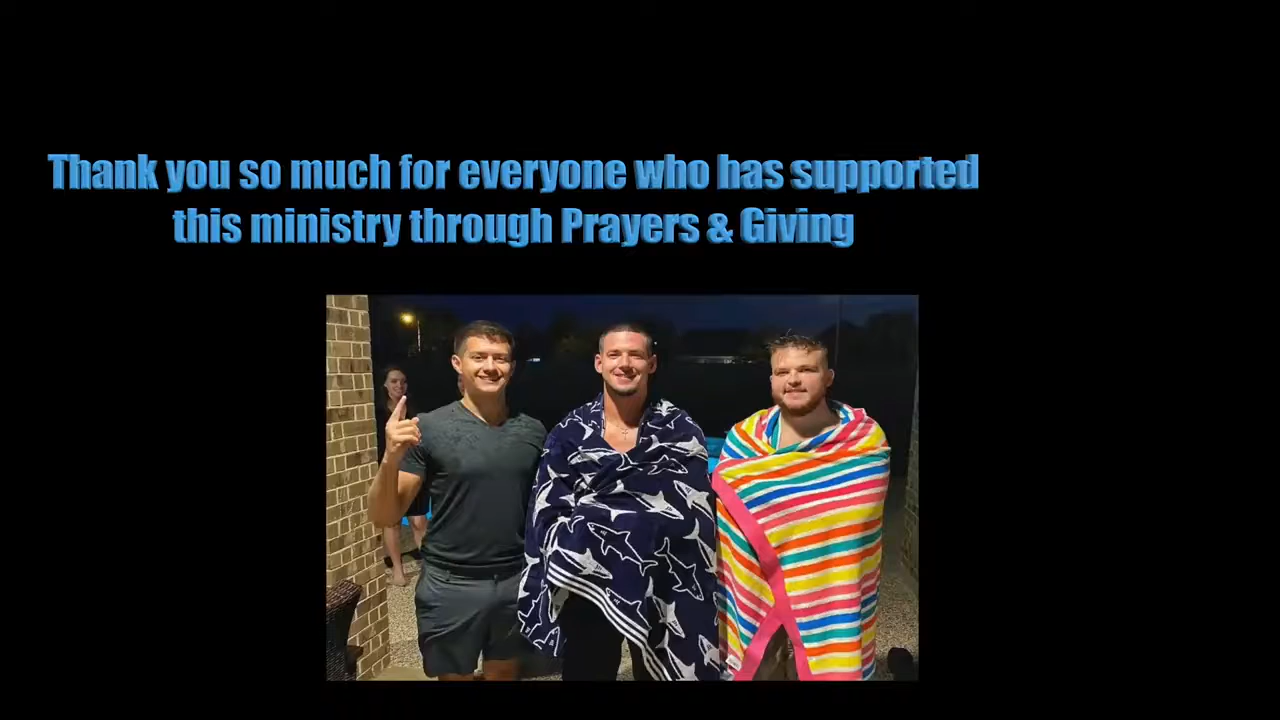 Thank you so much for everyone who has supported
this ministry through Prayers & Giving